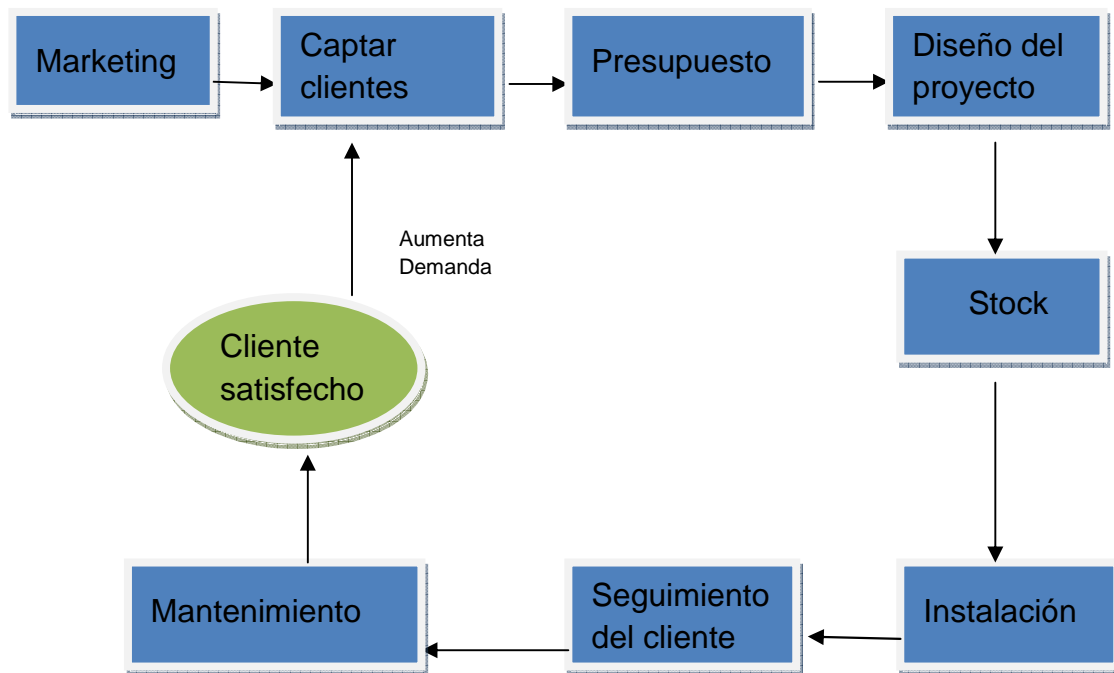 Marketing
Captar
clientes
Presupuesto
Diseño del
proyecto
Aumenta
Demanda
Stock
Cliente
satisfecho
Mantenimiento
Seguimiento
del cliente
Instalación